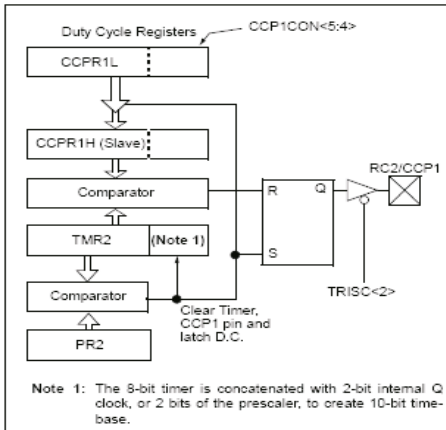 Duty Cycle Registers
CCP1CON<5:4>
CCPR1L
CCPR1H (Slave)
Comparator
R
Q
RC2/CCP1
TMR2
(Note 1)
S
TRISC<2>
Comparator
Clear Timer,
CCP1 pin and
latch D.C.
PR2
Note 1: The 8-bit timer is concatenated with 2-bit internal Q
clock, or 2 bits of the prescaler, to create 10-bit time-
base.